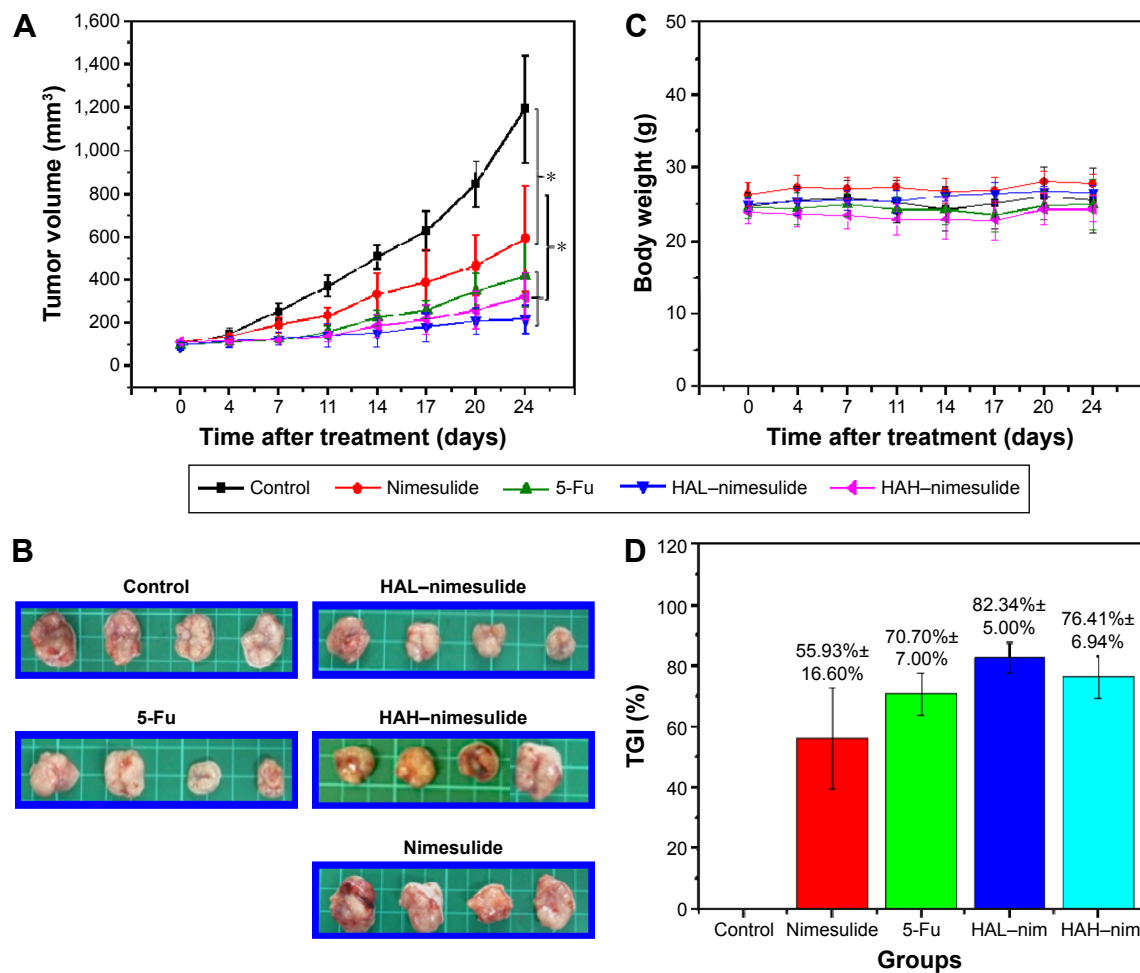 A
Tumor volume (mm³)
1,600
1,400
1,200
1,000
800
600
400
200
0
*
*
0 4 7 11 14 17 20 24
Time after treatment (days)
C
Body weight (g)
50
40
30
20
10
0
0 4 7 11 14 17 20 24
Time after treatment (days)
Control Nimesulide 5-Fu HAL–nimesulide HAH–nimesulide
B
Control
HAL–nimesulide
5-Fu
HAH–nimesulide
Nimesulide
D
TGI (%)
120
100
80
60
40
20
0
55.93%±
16.60%
70.70%±
7.00%
82.34%±
5.00%
76.41%±
6.94%
Control Nimesulide 5-Fu HAL–nim HAH–nim
Groups